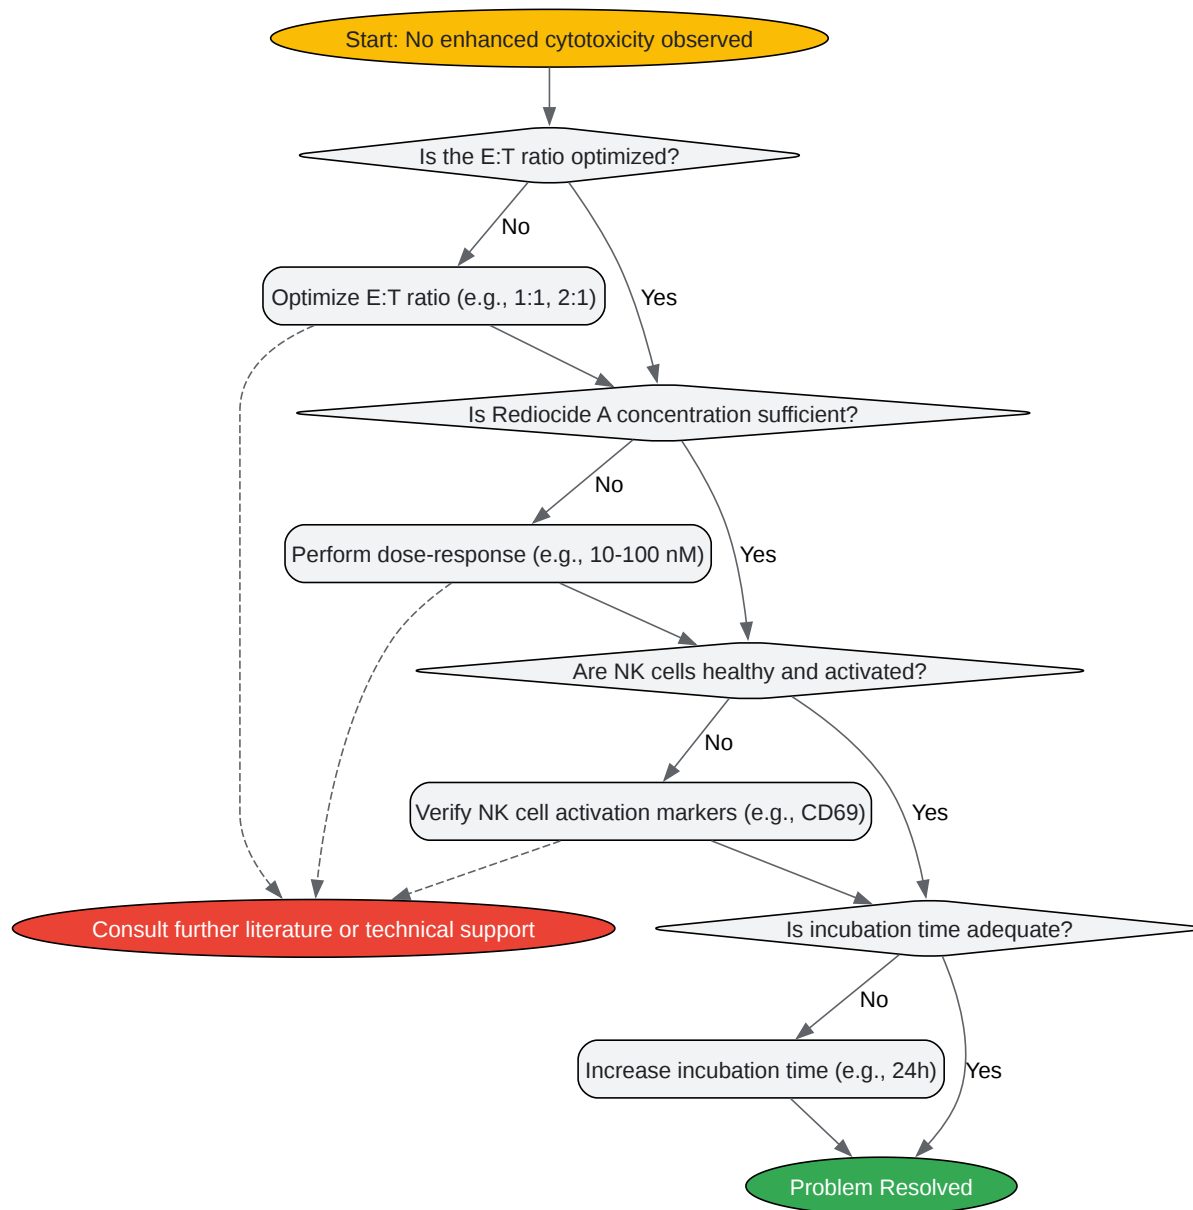 Start: No enhanced cytotoxicity observed
Is the E:T ratio optimized?
No
Optimize E:T ratio (e.g., 1:1, 2:1)
Yes
Is Rediocide A concentration sufficient?
No
Perform dose-response (e.g., 10-100 nM)
Yes
Are NK cells healthy and activated?
No
Verify NK cell activation markers (e.g., CD69)
Yes
Consult further literature or technical support
Is incubation time adequate?
No
Increase incubation time (e.g., 24h)
Yes
Problem Resolved